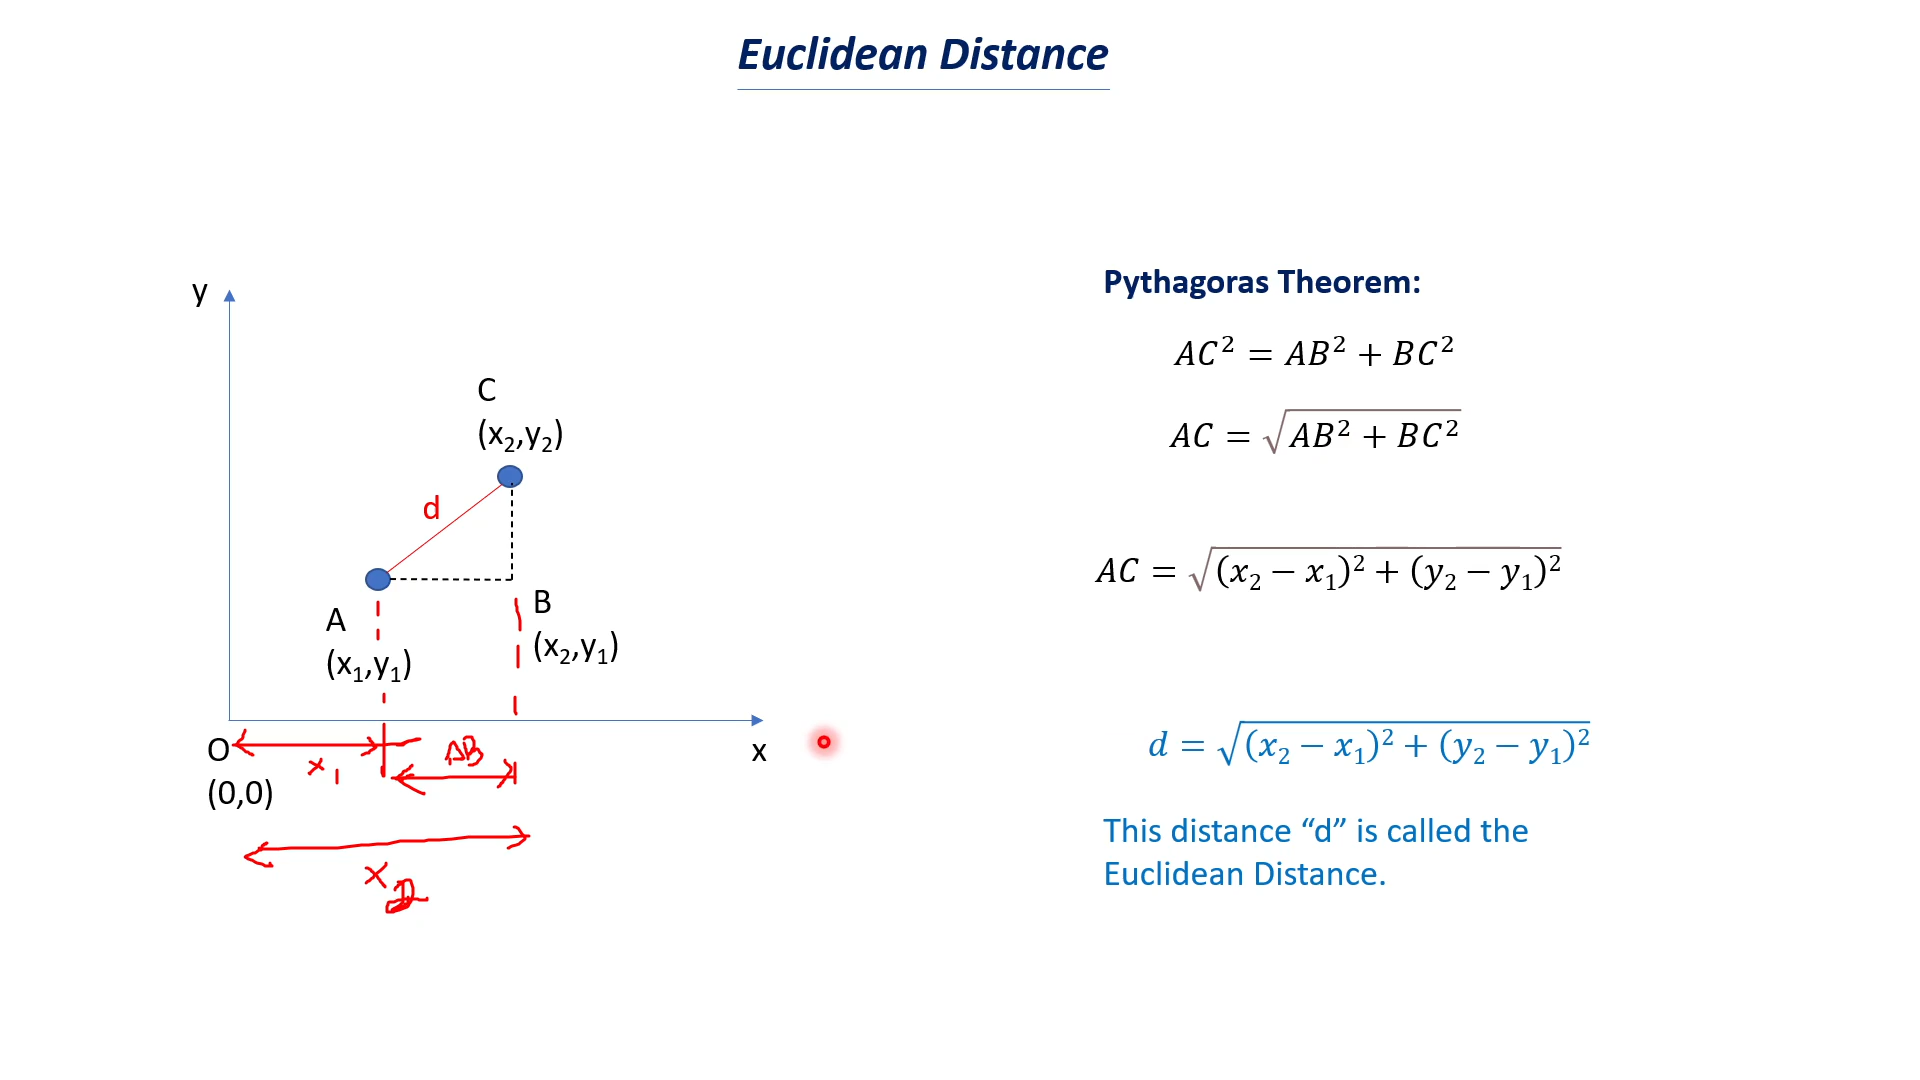 Euclidean Distance
y
C
(x₂,y₂)
d
A
(x₁,y₁)
B
(x₂,y₁)
O
(0,0)
x
x₁
AB
x₂
Pythagoras Theorem:
AC² = AB² + BC²
AC = √(AB² + BC²)
AC = √((x₂ − x₁)² + (y₂ − y₁)²)
d = √((x₂ − x₁)² + (y₂ − y₁)²)
This distance “d” is called the
Euclidean Distance.